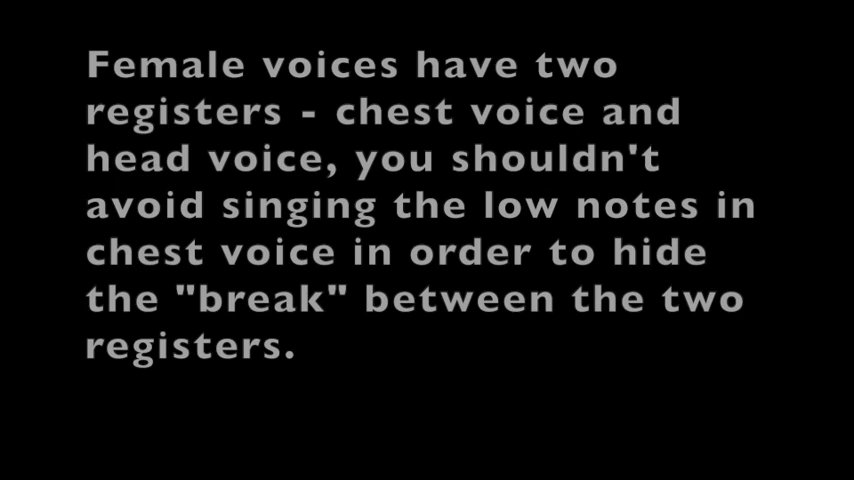 Female voices have two
registers - chest voice and
head voice, you shouldn't
avoid singing the low notes in
chest voice in order to hide
the "break" between the two
registers.